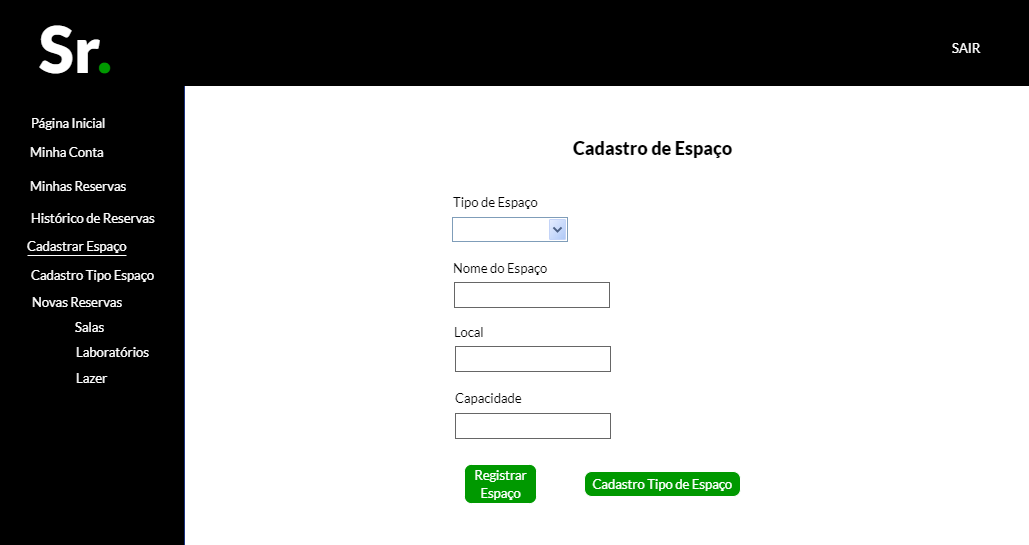 Sr.
SAIR
Página Inicial
Minha Conta
Minhas Reservas
Histórico de Reservas
Cadastrar Espaço
Cadastro Tipo Espaço
Novas Reservas
Salas
Laboratórios
Lazer
Cadastro de Espaço
Tipo de Espaço
Nome do Espaço
Local
Capacidade
Registrar
Espaço
Cadastro Tipo de Espaço